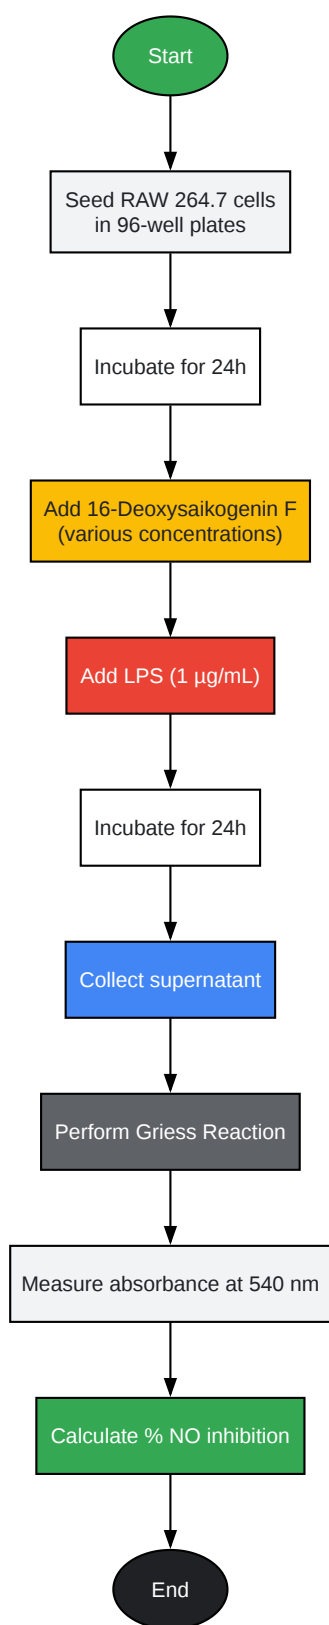 Start
Seed RAW 264.7 cells
in 96-well plates
Incubate for 24h
Add 16-Deoxysaikogenin F
(various concentrations)
Add LPS (1 µg/mL)
Incubate for 24h
Collect supernatant
Perform Griess Reaction
Measure absorbance at 540 nm
Calculate % NO inhibition
End